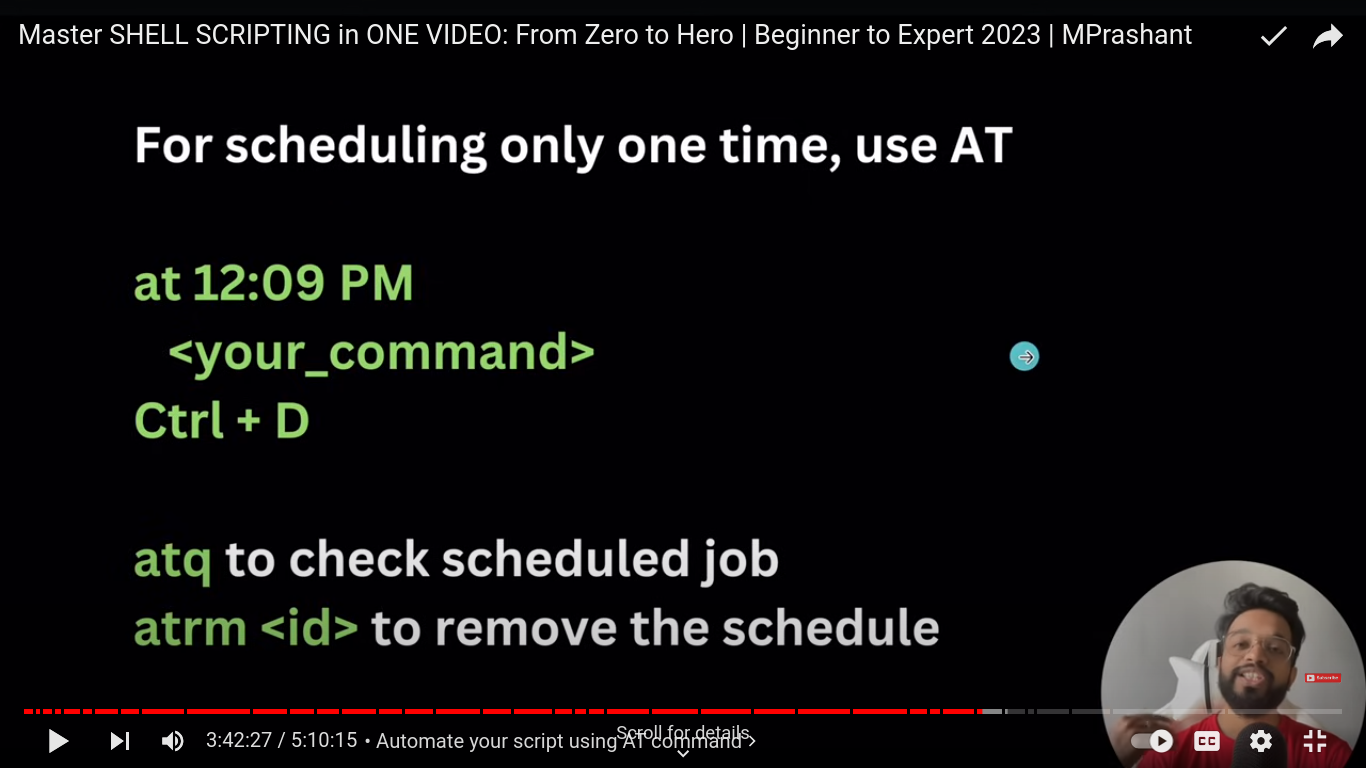 Master SHELL SCRIPTING in ONE VIDEO: From Zero to Hero | Beginner to Expert 2023 | MPrashant
For scheduling only one time, use AT
at 12:09 PM
<your_command>
Ctrl + D
atq to check scheduled job
atrm <id> to remove the schedule
Subscribe
Scroll for details
3:42:27 / 5:10:15 • Automate your script using AT command
CC